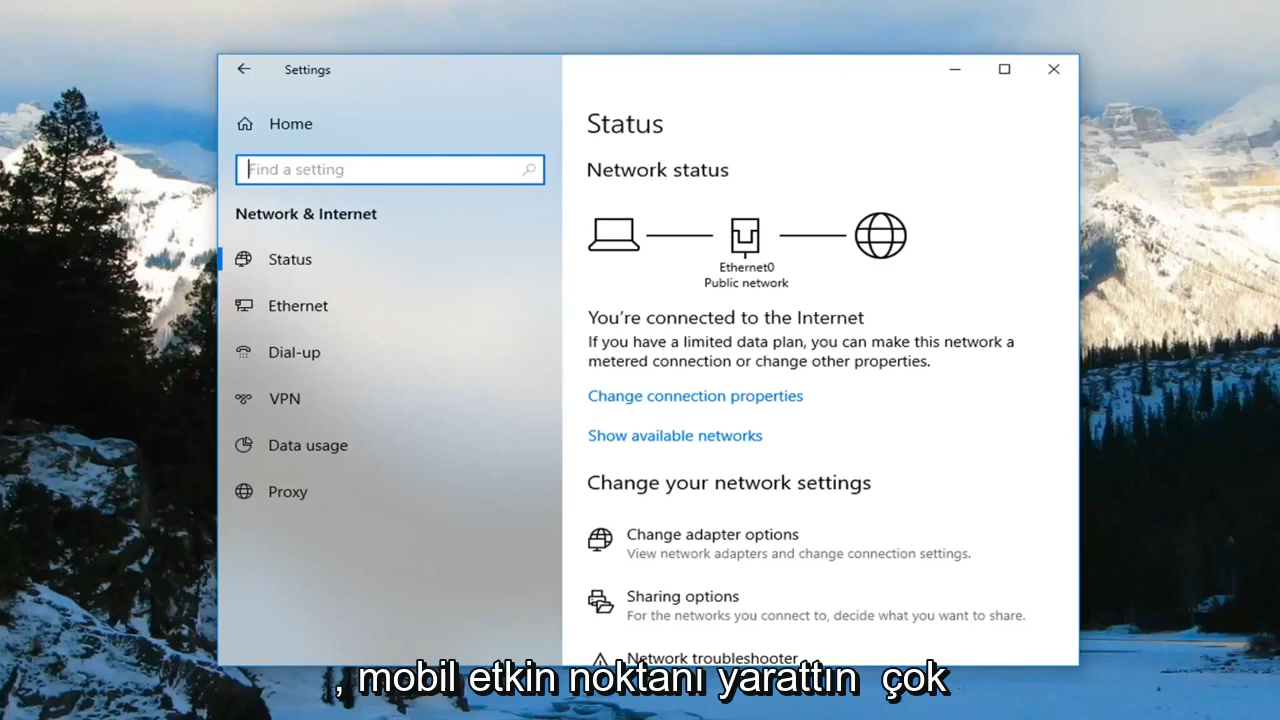 Settings
Home
Find a setting
Network & Internet
Status
Ethernet
Dial-up
VPN
Data usage
Proxy
Status
Network status
Ethernet0
Public network
You're connected to the Internet
If you have a limited data plan, you can make this network a
metered connection or change other properties.
Change connection properties
Show available networks
Change your network settings
Change adapter options
View network adapters and change connection settings.
Sharing options
For the networks you connect to, decide what you want to share.
Network troubleshooter
, mobil etkin noktanı yarattın çok